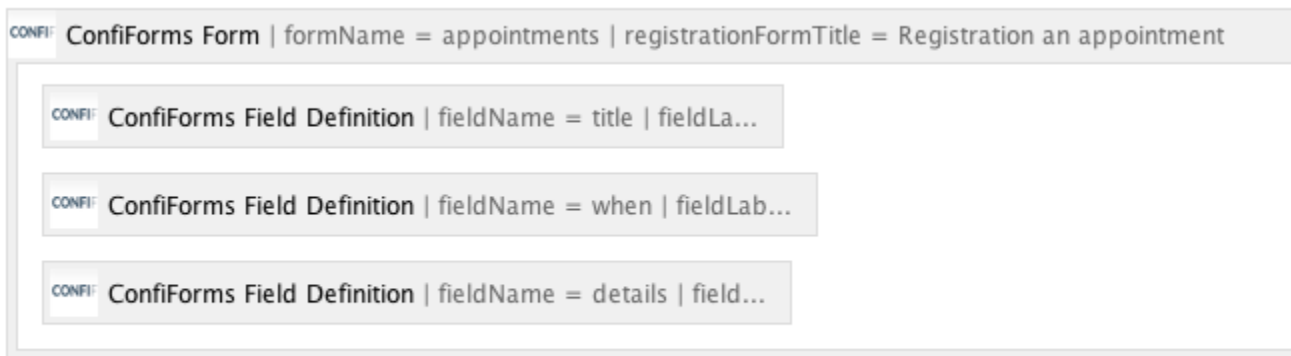 CONFI ConfiForms Form | formName = appointments | registrationFormTitle = Registration an appointment
CONFI ConfiForms Field Definition | fieldName = title | fieldLa...
CONFI ConfiForms Field Definition | fieldName = when | fieldLab...
CONFI ConfiForms Field Definition | fieldName = details | field...